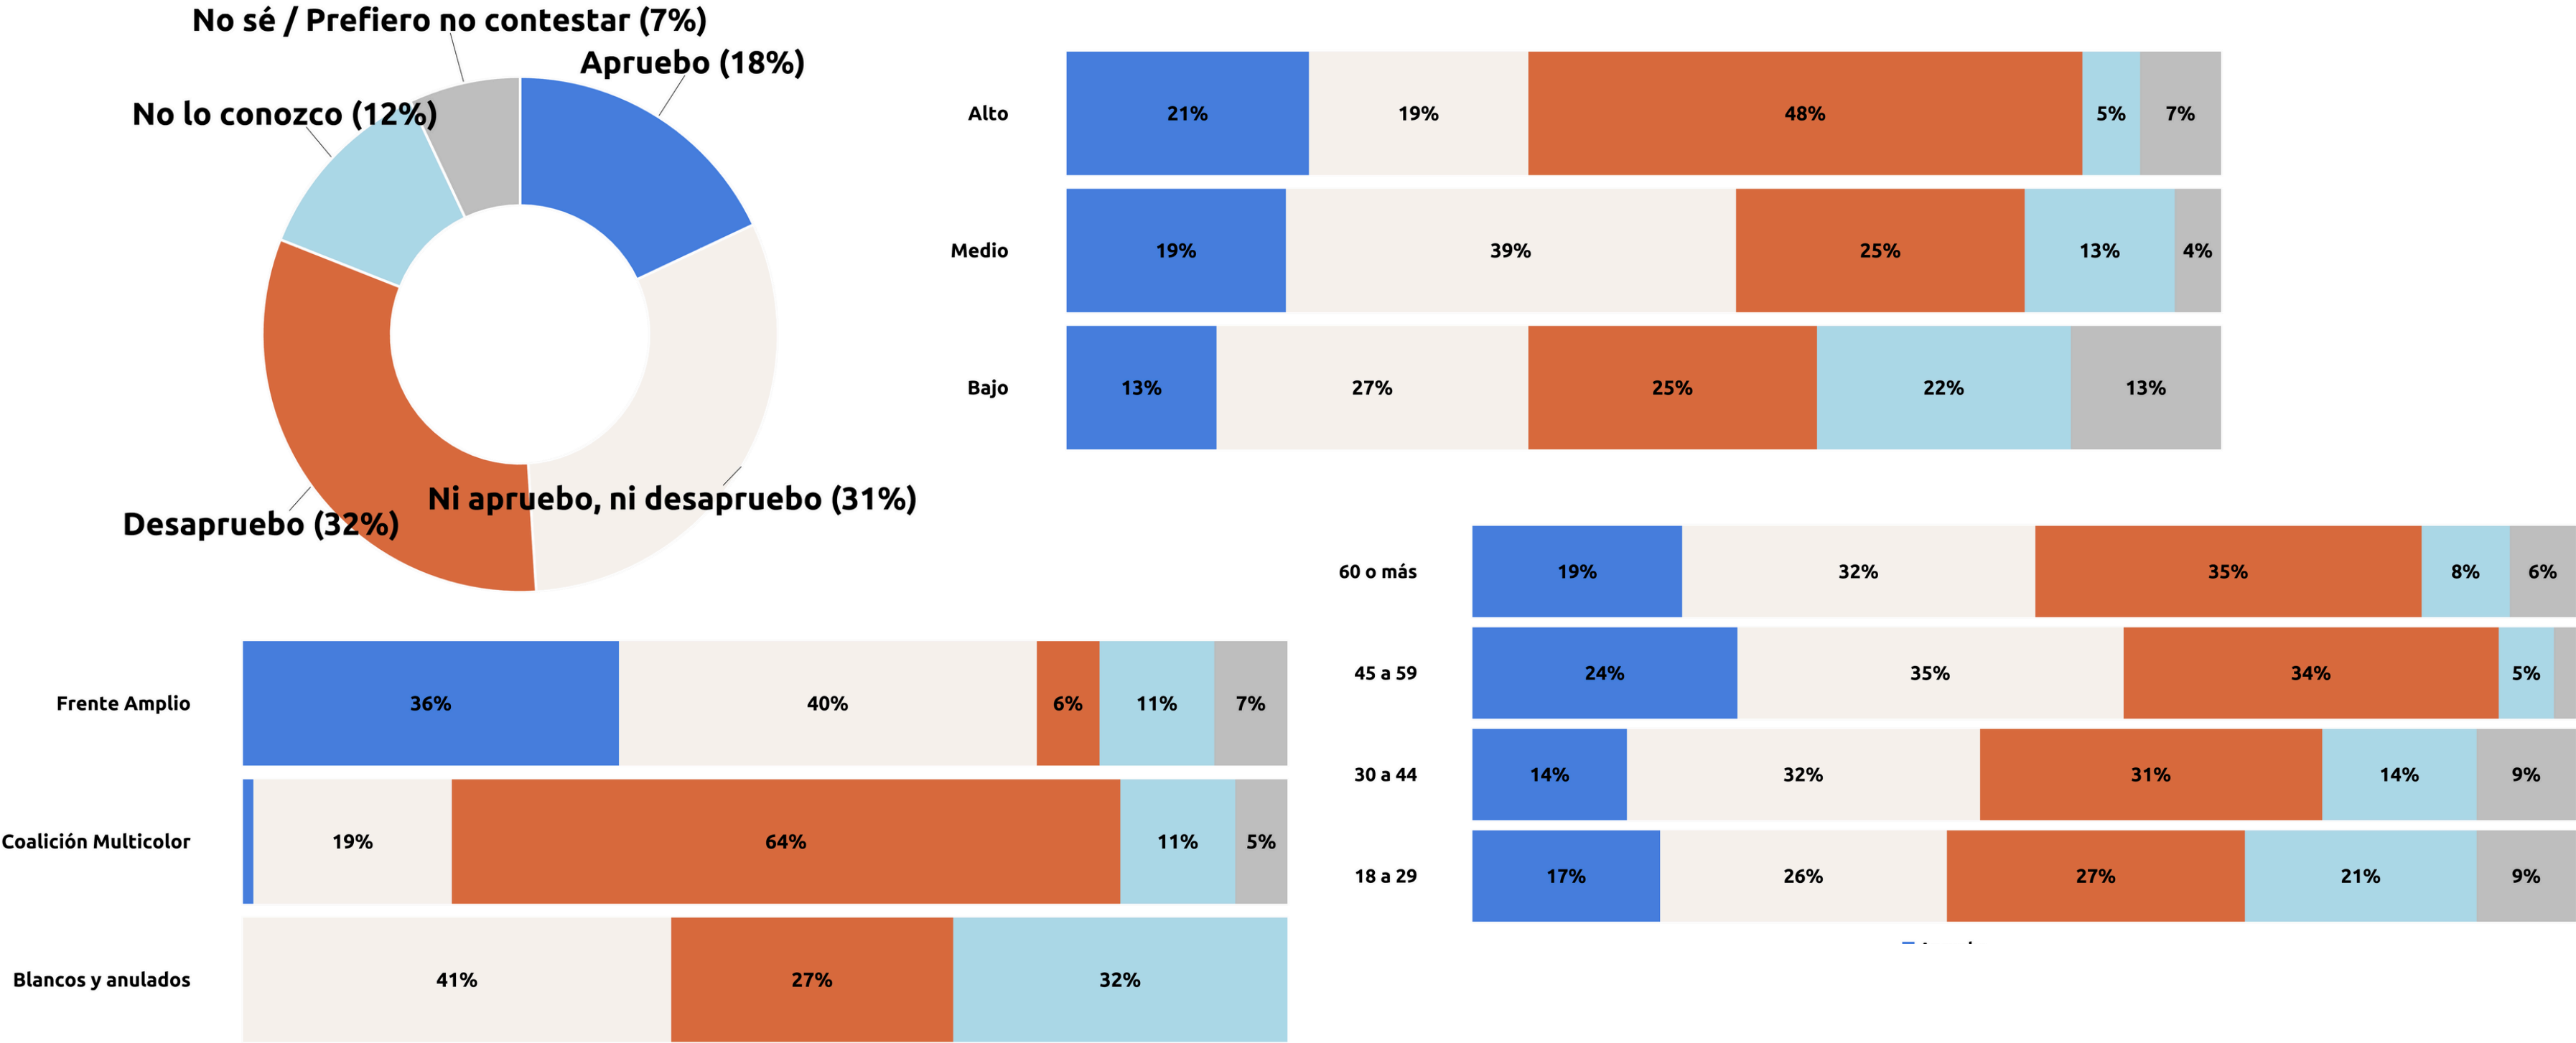 No sé / Prefiero no contestar (7%)
Apruebo (18%)
No lo conozco (12%)
Ni apruebo, ni desapruebo (31%)
Desapruebo (32%)
Alto 21% 19% 48% 5% 7%
Medio 19% 39% 25% 13% 4%
Bajo 13% 27% 25% 22% 13%
Frente Amplio 36% 40% 6% 11% 7%
Coalición Multicolor 19% 64% 11% 5%
Blancos y anulados 41% 27% 32%
60 o más 19% 32% 35% 8% 6%
45 a 59 24% 35% 34% 5%
30 a 44 14% 32% 31% 14% 9%
18 a 29 17% 26% 27% 21% 9%